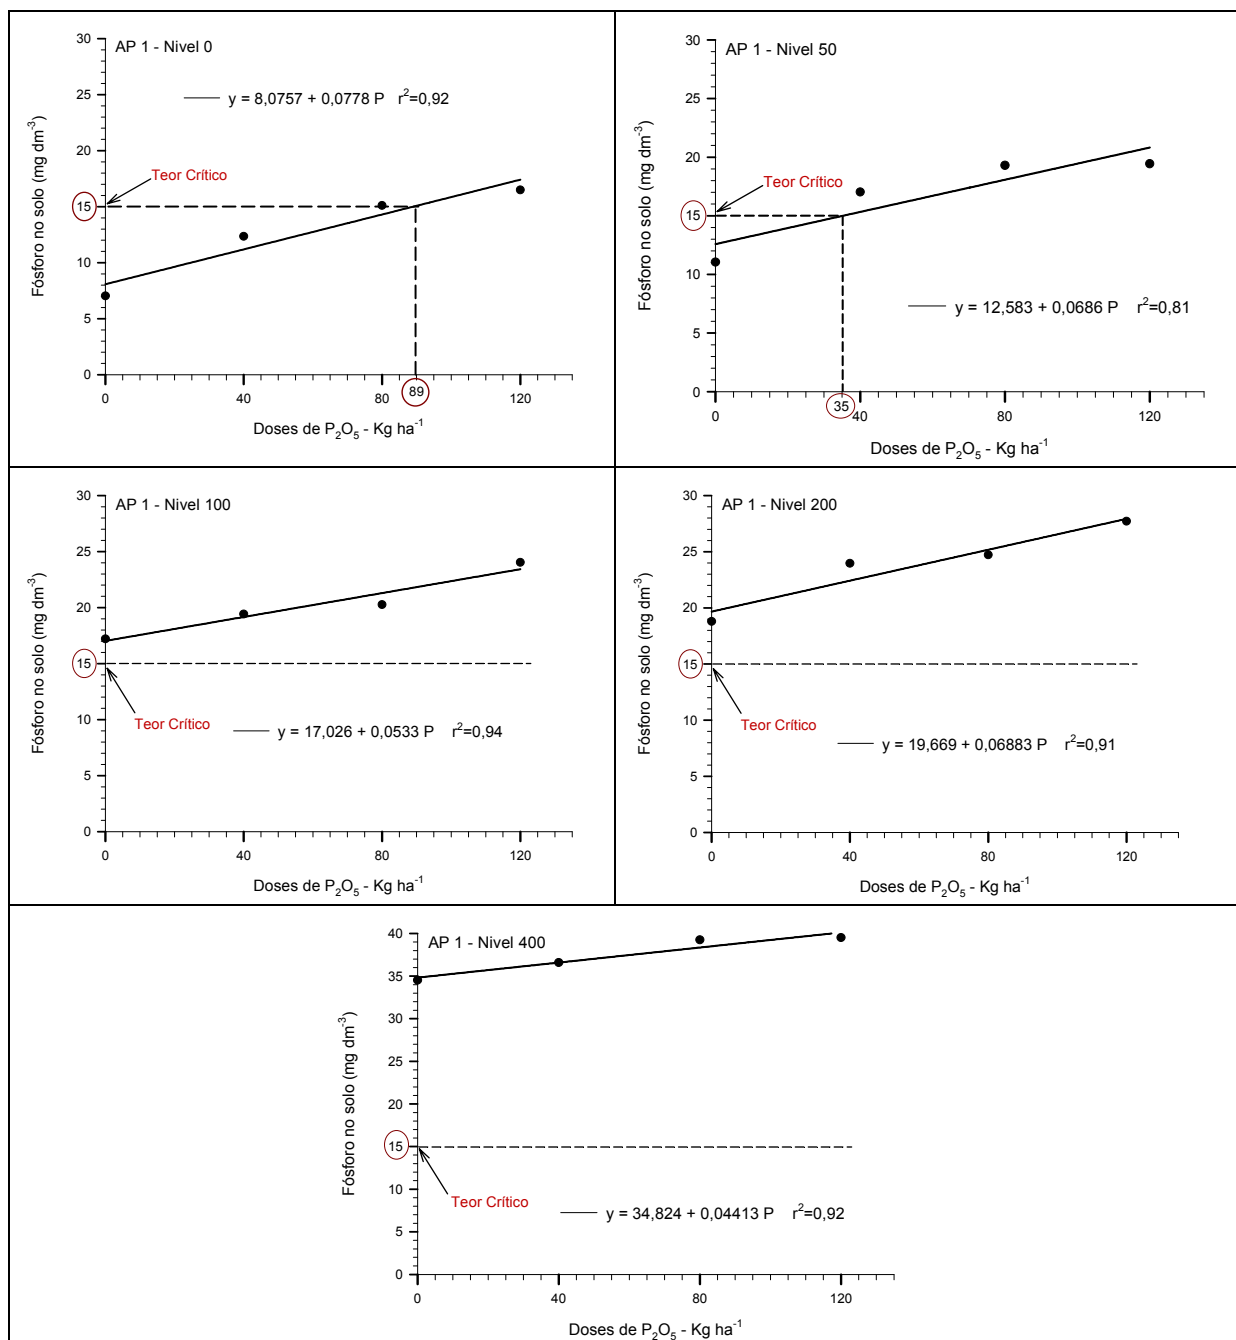 AP 1 - Nivel 0
30
25
20
15
10
5
0
Fósforo no solo (mg dm⁻³)
y = 8,0757 + 0,0778 P r²=0,92
Teor Crítico
0 40 80 89 120
Doses de P₂O₅ - Kg ha⁻¹
AP 1 - Nivel 50
30
25
20
15
10
5
0
Fósforo no solo (mg dm⁻³)
Teor Crítico
y = 12,583 + 0,0686 P r²=0,81
0 35 40 80 120
Doses de P₂O₅ - Kg ha⁻¹
AP 1 - Nivel 100
30
25
20
15
10
5
0
Fósforo no solo (mg dm⁻³)
Teor Crítico
y = 17,026 + 0,0533 P r²=0,94
0 40 80 120
Doses de P₂O₅ - Kg ha⁻¹
AP 1 - Nivel 200
30
25
20
15
10
5
0
Fósforo no solo (mg dm⁻³)
Teor Crítico
y = 19,669 + 0,06883 P r²=0,91
0 40 80 120
Doses de P₂O₅ - Kg ha⁻¹
AP 1 - Nivel 400
40
35
30
25
20
15
10
5
0
Fósforo no solo (mg dm⁻³)
Teor Crítico
y = 34,824 + 0,04413 P r²=0,92
0 40 80 120
Doses de P₂O₅ - Kg ha⁻¹